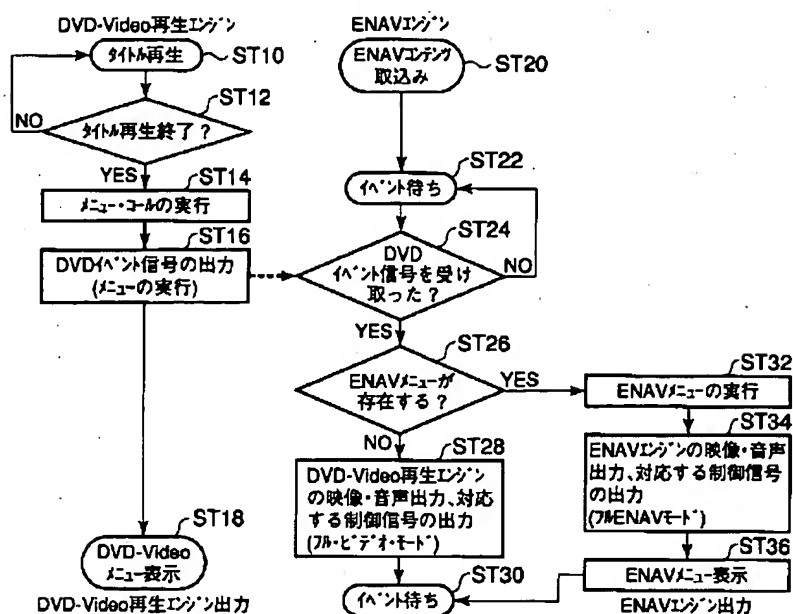 DVD-Video再生エンジン
タイトル再生
ST10
ST12
NO
タイトル再生終了？
YES
ST14
メニュー・コールの実行
ST16
DVDイベント信号の出力
(メニューの実行)
ST18
DVD-Video
メニュー表示
DVD-Video再生エンジン出力
ENAVエンジン
ENAVコンテンツ
取込み
ST20
ST22
イベント待ち
ST24
DVD
イベント信号を受け
取った？
NO
YES
ST26
ENAVメニューが
存在する？
YES
NO
ST28
DVD-Video再生エンジン
の映像・音声出力、対応
する制御信号の出力
(フル・ビデオ・モード)
ST30
イベント待ち
ST32
ENAVメニューの実行
ST34
ENAVエンジンの映像・音声
出力、対応する制御信号
の出力
(フルENAVモード)
ST36
ENAVメニュー表示
ENAVエンジン出力